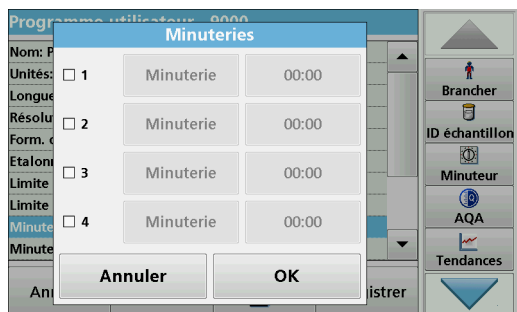 Programme utilisateur 9000
Minuteries
Nom: P
Unités:
Longue
Résolu
Form. d
Etalonn
Limite
Limite
Minute
Minute
1 Minuterie 00:00
2 Minuterie 00:00
3 Minuterie 00:00
4 Minuterie 00:00
Annuler OK
An
istrer
Brancher
ID échantillon
Minuteur
AQA
Tendances